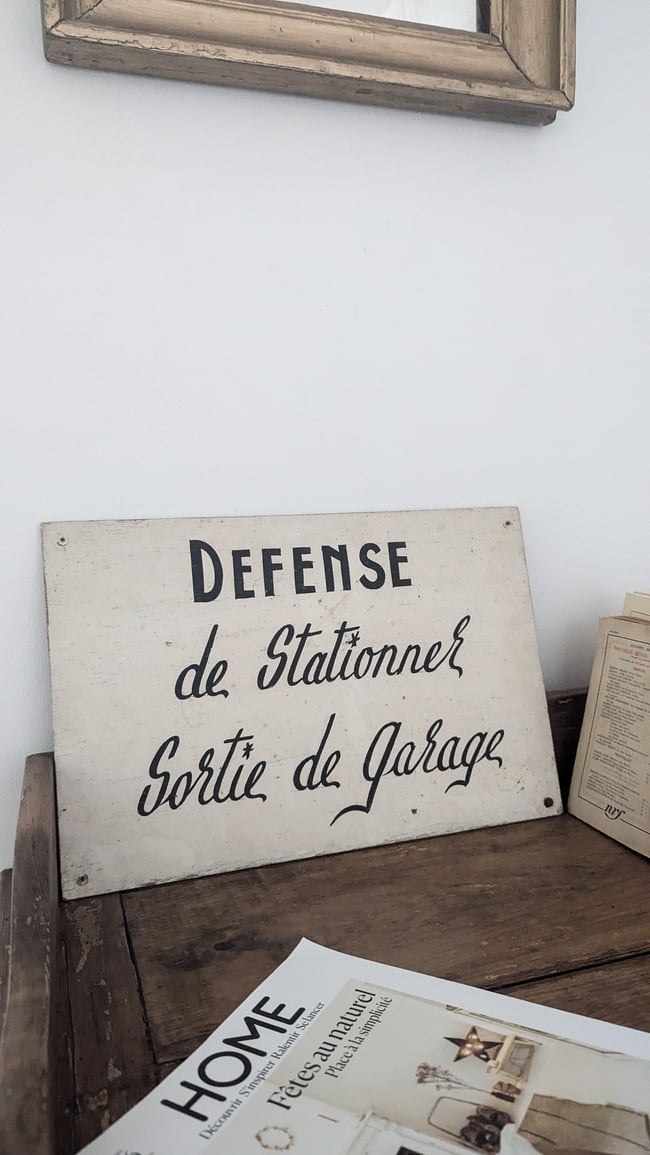 DEFENSE
de Stationner
Sortie de garage
nrf
HOME
Découvrir S'inspirer Ralentir Se lancer
Fêtes au naturel
Place à la simplicité